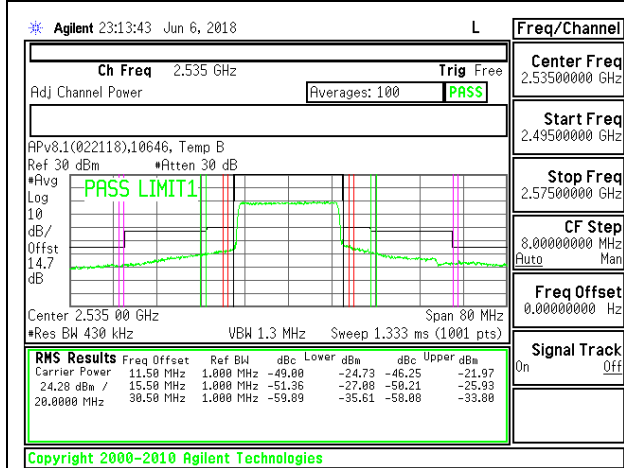 Agilent 23:13:43 Jun 6, 2018 L
Freq/Channel
Ch Freq 2.535 GHz Trig Free
Adj Channel Power Averages: 100 PASS
APv8.1(022118),10646, Temp B
Ref 30 dBm #Atten 30 dB
#Avg
Log
10
dB/
Offst
14.7
dB
PASS LIMIT1
Center 2.535 00 GHz Span 80 MHz
#Res BW 430 kHz VBW 1.3 MHz Sweep 1.333 ms (1001 pts)
RMS Results Freq Offset Ref BW dBc Lower dBm dBc Upper dBm
Carrier Power 11.50 MHz 1.000 MHz -49.00 -24.73 -46.25 -21.97
24.28 dBm / 15.50 MHz 1.000 MHz -51.36 -27.08 -50.21 -25.93
20.0000 MHz 30.50 MHz 1.000 MHz -59.89 -35.61 -58.08 -33.80
Copyright 2000-2010 Agilent Technologies
Center Freq
2.53500000 GHz
Start Freq
2.49500000 GHz
Stop Freq
2.57500000 GHz
CF Step
8.00000000 MHz
Auto Man
Freq Offset
0.00000000 Hz
Signal Track
On Off